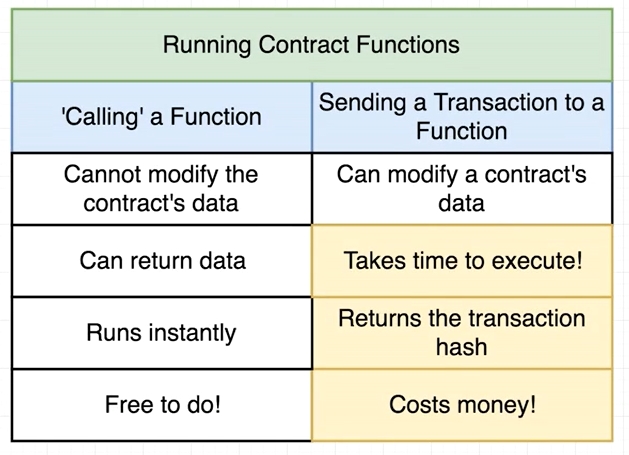 Running Contract Functions
'Calling' a Function
Sending a Transaction to a
Function
Cannot modify the
contract's data
Can modify a contract's
data
Can return data
Takes time to execute!
Runs instantly
Returns the transaction
hash
Free to do!
Costs money!